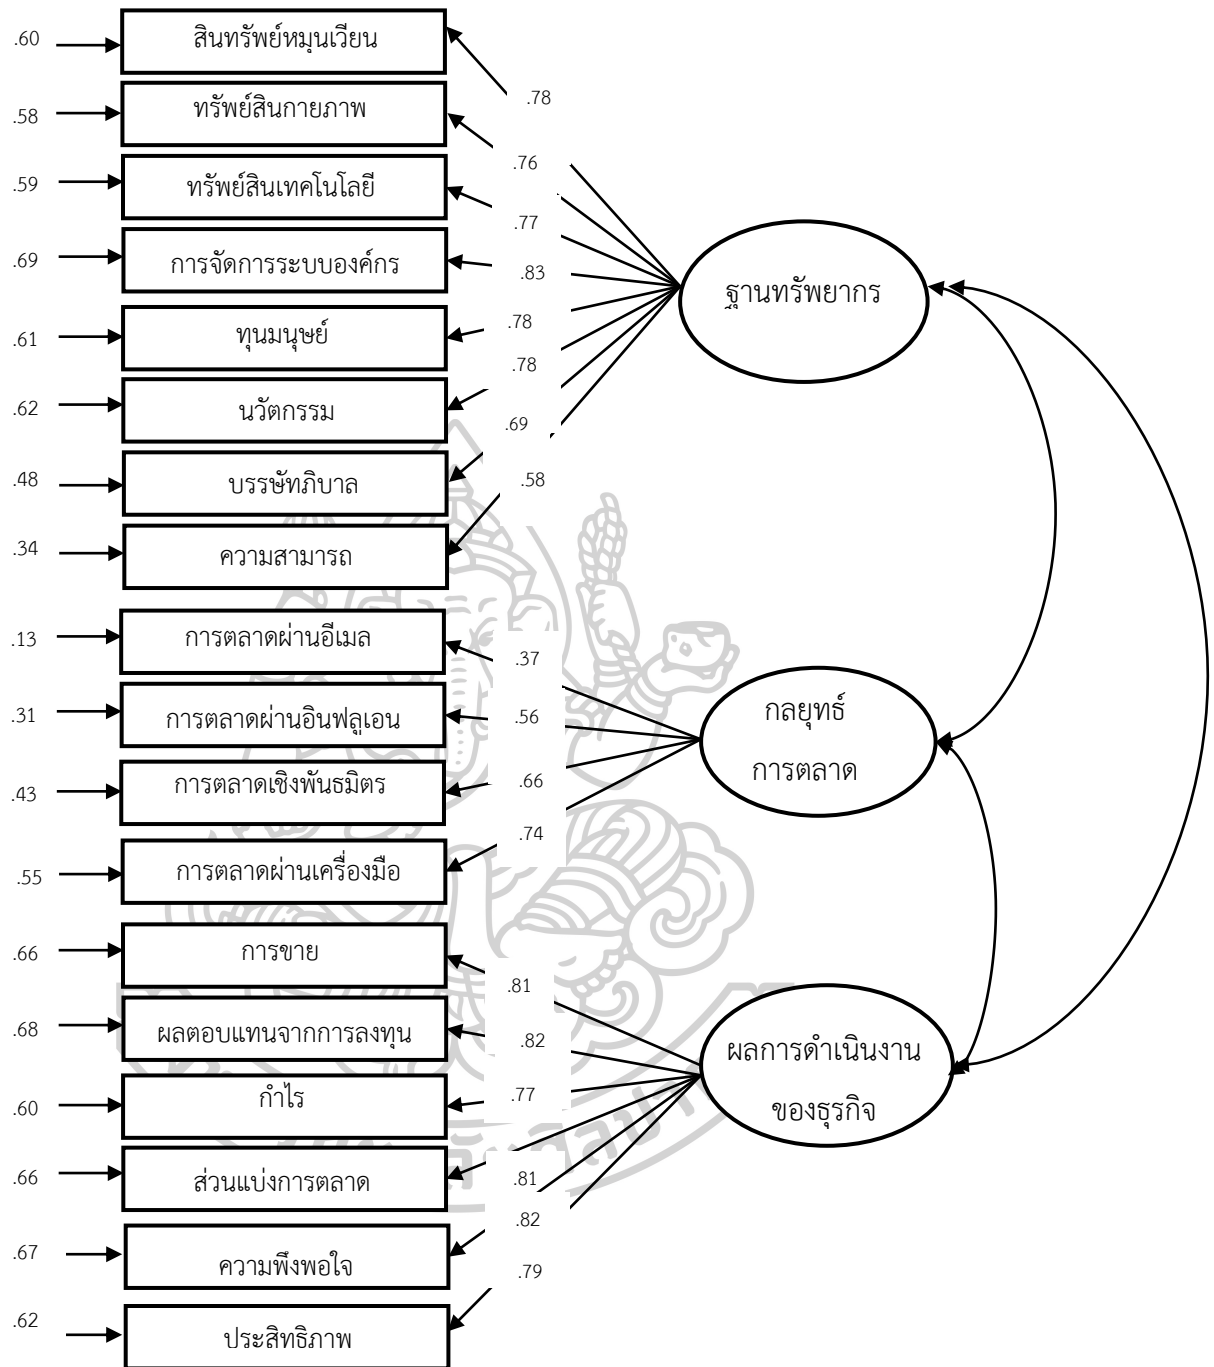 .60 สินทรัพย์หมุนเวียน
.78
.58 ทรัพย์สินกายภาพ
.76
.59 ทรัพย์สินเทคโนโลยี
.77
.69 การจัดการระบบองค์กร
.83
ฐานทรัพยากร
.61 ทุนมนุษย์
.78
.62 นวัตกรรม
.78
.69
.48 บรรษัทภิบาล
.58
.34 ความสามารถ
.13 การตลาดผ่านอีเมล
.37
.31 การตลาดผ่านอินฟลูเอน
.56
กลยุทธ์
การตลาด
.43 การตลาดเชิงพันธมิตร
.66
.74
.55 การตลาดผ่านเครื่องมือ
.66 การขาย
.81
.68 ผลตอบแทนจากการลงทุน
.82
ผลการดำเนินงาน
ของธุรกิจ
.60 กำไร
.77
.66 ส่วนแบ่งการตลาด
.81
.82
.67 ความพึงพอใจ
.79
.62 ประสิทธิภาพ